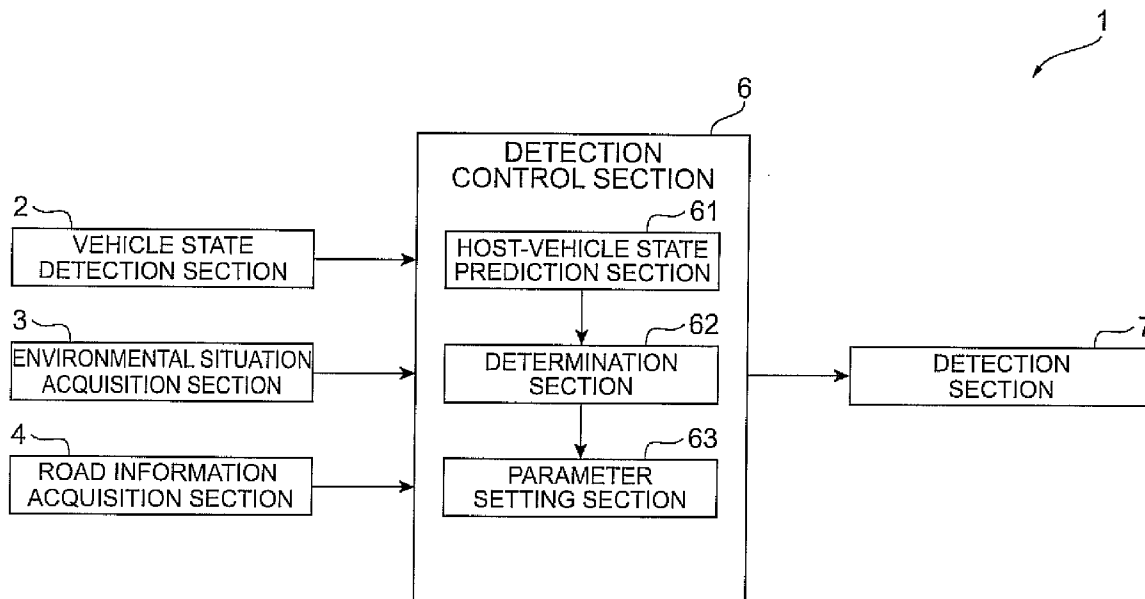 1
6
DETECTION
CONTROL SECTION
2
VEHICLE STATE
DETECTION SECTION
61
HOST-VEHICLE STATE
PREDICTION SECTION
3
ENVIRONMENTAL SITUATION
ACQUISITION SECTION
62
DETERMINATION
SECTION
7
DETECTION
SECTION
4
ROAD INFORMATION
ACQUISITION SECTION
63
PARAMETER
SETTING SECTION